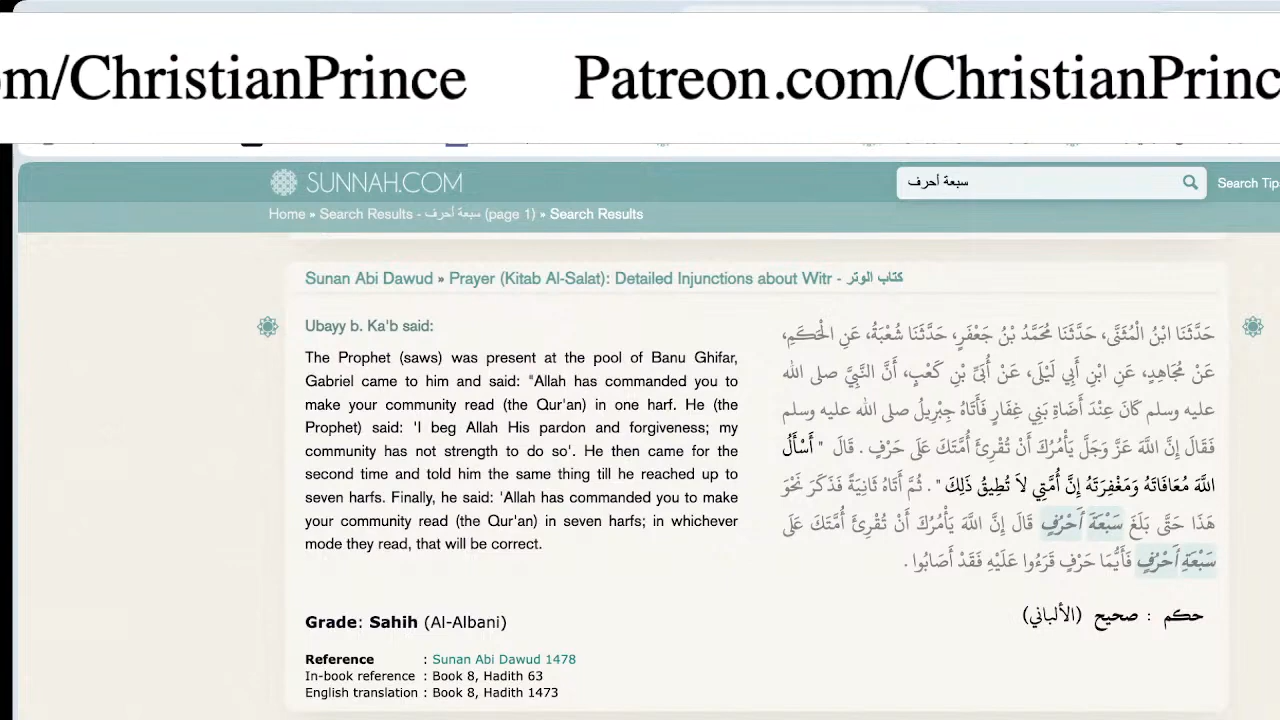 om/ChristianPrince Patreon.com/ChristianPrinc
SUNNAH.COM
سبعة أحرف
Search Tip
Home » Search Results - سبعة أحرف (page 1) » Search Results
Sunan Abi Dawud » Prayer (Kitab Al-Salat): Detailed Injunctions about Witr - كتاب الوتر
Ubayy b. Ka'b said:
The Prophet (saws) was present at the pool of Banu Ghifar,
Gabriel came to him and said: "Allah has commanded you to
make your community read (the Qur'an) in one harf. He (the
Prophet) said: 'I beg Allah His pardon and forgiveness; my
community has not strength to do so'. He then came for the
second time and told him the same thing till he reached up to
seven harfs. Finally, he said: 'Allah has commanded you to make
your community read (the Qur'an) in seven harfs; in whichever
mode they read, that will be correct.
حَدَّثَنَا ابْنُ الْمُثَنَّى، حَدَّثَنَا مُحَمَّدُ بْنُ جَعْفَرٍ، حَدَّثَنَا شُعْبَةُ، عَنِ الْحَكَمِ،
عَنْ مُجَاهِدٍ، عَنِ ابْنِ أَبِي لَيْلَى، عَنْ أُبَىِّ بْنِ كَعْبٍ، أَنَّ النَّبِيَّ صلى الله
عليه وسلم كَانَ عِنْدَ أَضَاةِ بَنِي غِفَارٍ فَأَتَاهُ جِبْرِيلُ صلى الله عليه وسلم
فَقَالَ إِنَّ اللَّهَ عَزَّ وَجَلَّ يَأْمُرُكَ أَنْ تُقْرِئَ أُمَّتَكَ عَلَى حَرْفٍ ‏.‏ قَالَ ‏"‏ أَسْأَلُ
اللَّهَ مُعَافَاتَهُ وَمَغْفِرَتَهُ إِنَّ أُمَّتِي لاَ تُطِيقُ ذَلِكَ ‏"‏ ‏.‏ ثُمَّ أَتَاهُ ثَانِيَةً فَذَكَرَ نَحْوَ
هَذَا حَتَّى بَلَغَ سَبْعَةَ أَحْرُفٍ قَالَ إِنَّ اللَّهَ يَأْمُرُكَ أَنْ تُقْرِئَ أُمَّتَكَ عَلَى
سَبْعَةِ أَحْرُفٍ فَأَيُّمَا حَرْفٍ قَرَءُوا عَلَيْهِ فَقَدْ أَصَابُوا ‏.‏
Grade: Sahih (Al-Albani)
حكم : صحيح (الألباني)
Reference : Sunan Abi Dawud 1478
In-book reference : Book 8, Hadith 63
English translation : Book 8, Hadith 1473